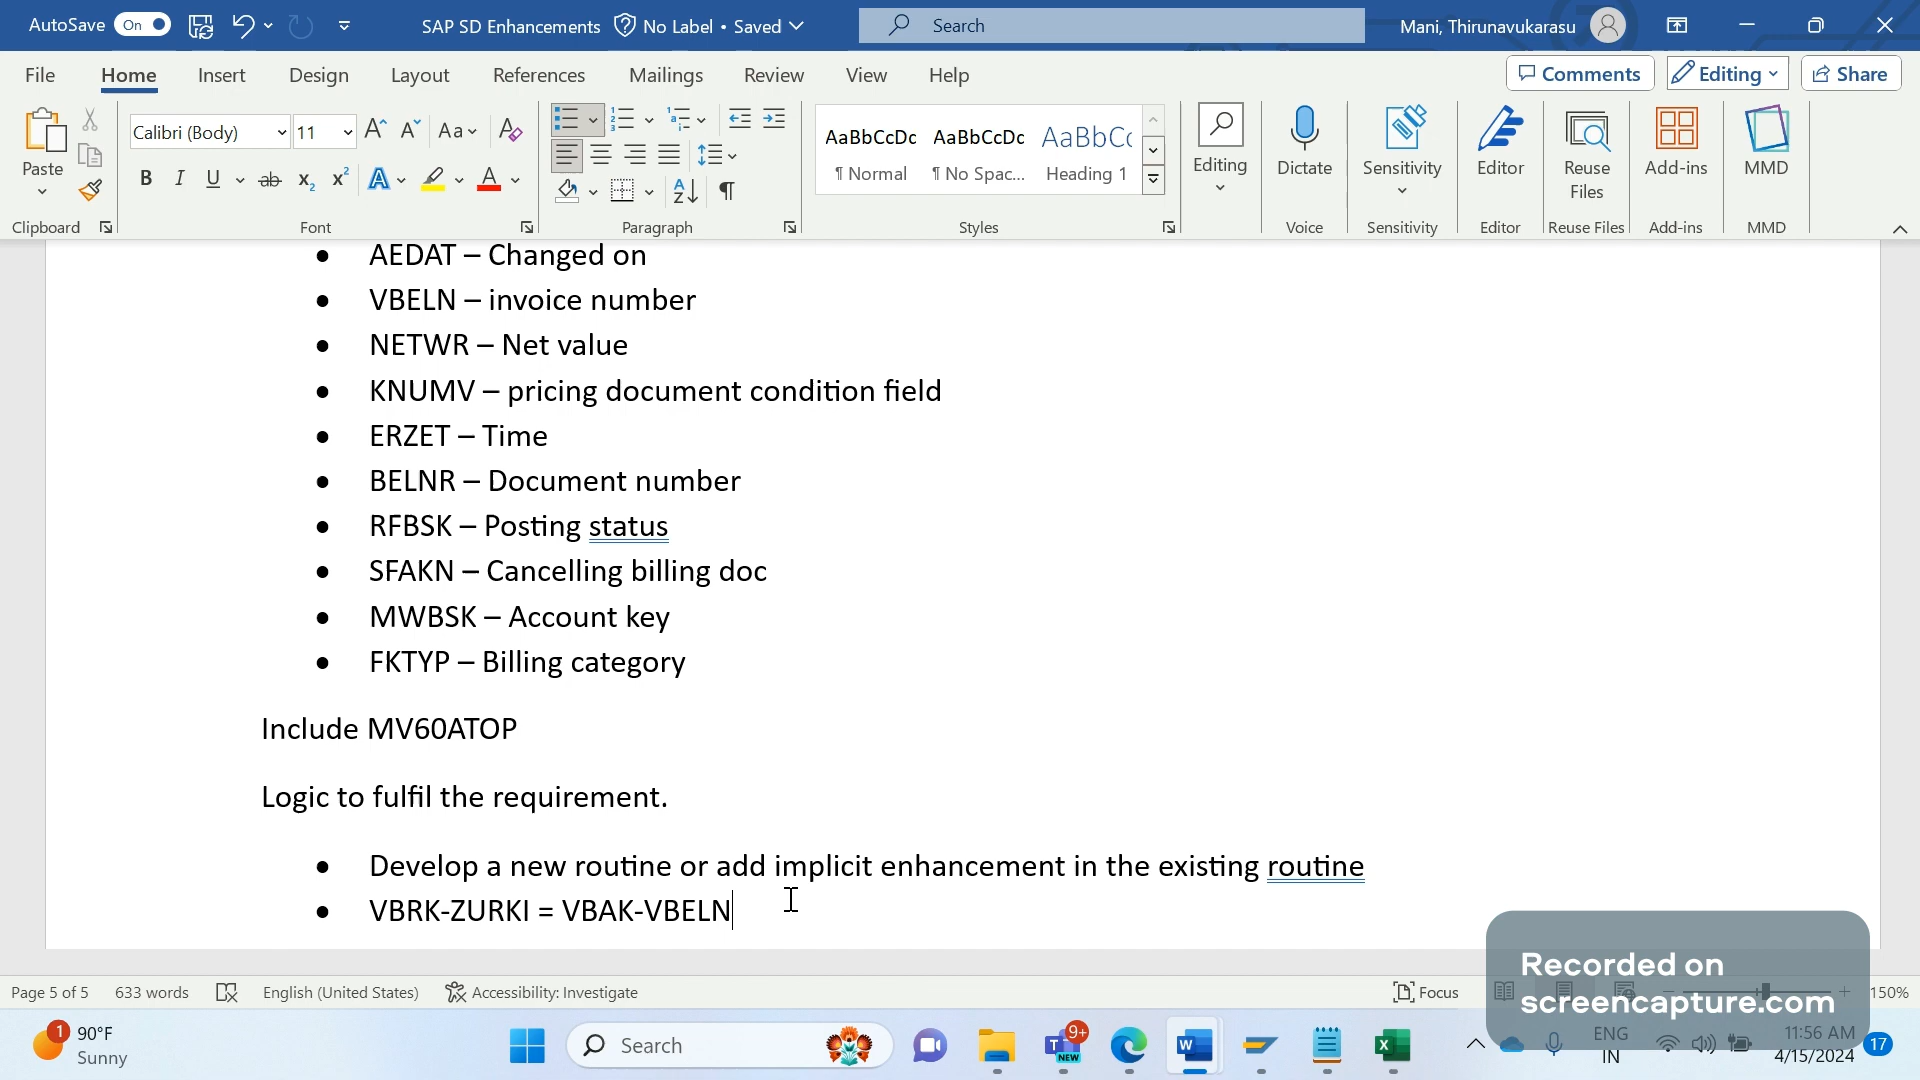 AutoSave On SAP SD Enhancements No Label • Saved Search Mani, Thirunavukarasu
File Home Insert Design Layout References Mailings Review View Help Comments Editing Share
Paste Calibri (Body) 11 Aa AaBbCcDc AaBbCcDc AaBbCc
¶ Normal ¶ No Spac... Heading 1
Editing Dictate Sensitivity Editor Reuse Files Add-ins MMD
Clipboard Font Paragraph Styles Voice Sensitivity Editor Reuse Files Add-ins MMD
• AEDAT – Changed on
• VBELN – invoice number
• NETWR – Net value
• KNUMV – pricing document condition field
• ERZET – Time
• BELNR – Document number
• RFBSK – Posting status
• SFAKN – Cancelling billing doc
• MWBSK – Account key
• FKTYP – Billing category
Include MV60ATOP
Logic to fulfil the requirement.
• Develop a new routine or add implicit enhancement in the existing routine
• VBRK-ZURKI = VBAK-VBELN
Recorded on
screencapture.com
Page 5 of 5 633 words English (United States) Accessibility: Investigate Focus 150%
1 90°F
Sunny
Search
9+
NEW
ENG
IN
11:56 AM
4/15/2024
17